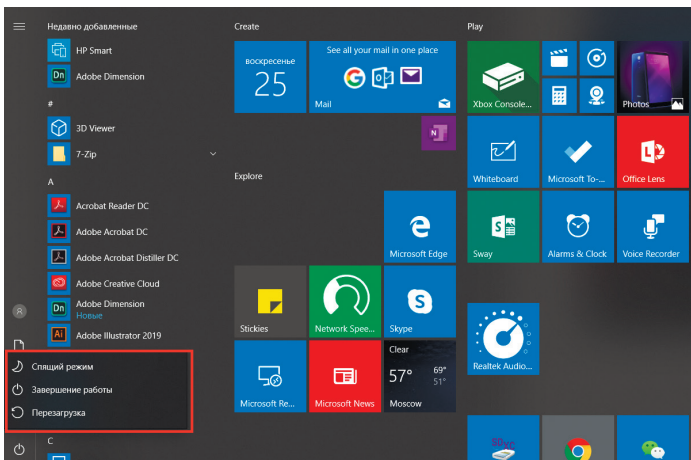 Недавно добавленные
HP Smart
Dn
Adobe Dimension
#
3D Viewer
7-Zip
A
Acrobat Reader DC
Adobe Acrobat DC
Adobe Acrobat Distiller DC
Adobe Creative Cloud
Dn
Adobe Dimension
Новые
Ai
Adobe Illustrator 2019
Спящий режим
Завершение работы
Перезагрузка
C
Create
воскресенье
25
See all your mail in one place
G
Mail
N
Explore
Microsoft Edge
Stickies
Network Spee...
Skype
Microsoft Re...
Microsoft News
Clear
57° 69°
51°
Moscow
Play
Xbox Console...
Photos
Whiteboard
Microsoft To-...
Office Lens
Sway
Alarms & Clock
Voice Recorder
Realtek Audio...